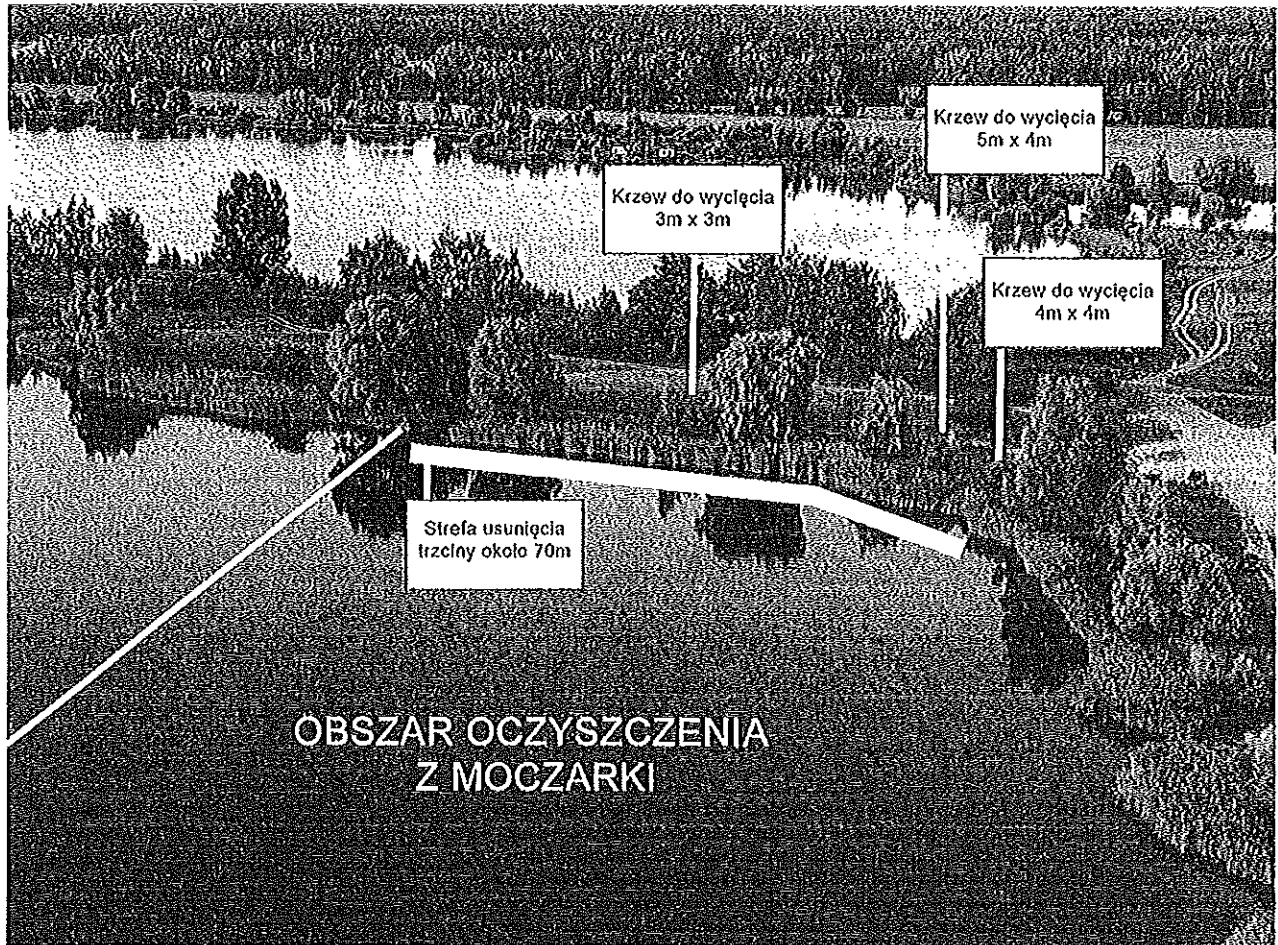 Krzew do wycięcia
5m x 4m
Krzew do wycięcia
3m x 3m
Krzew do wycięcia
4m x 4m
Strefa usunięcia
trzciny około 70m
OBSZAR OCZYSZCZENIA
Z MOCZARKI